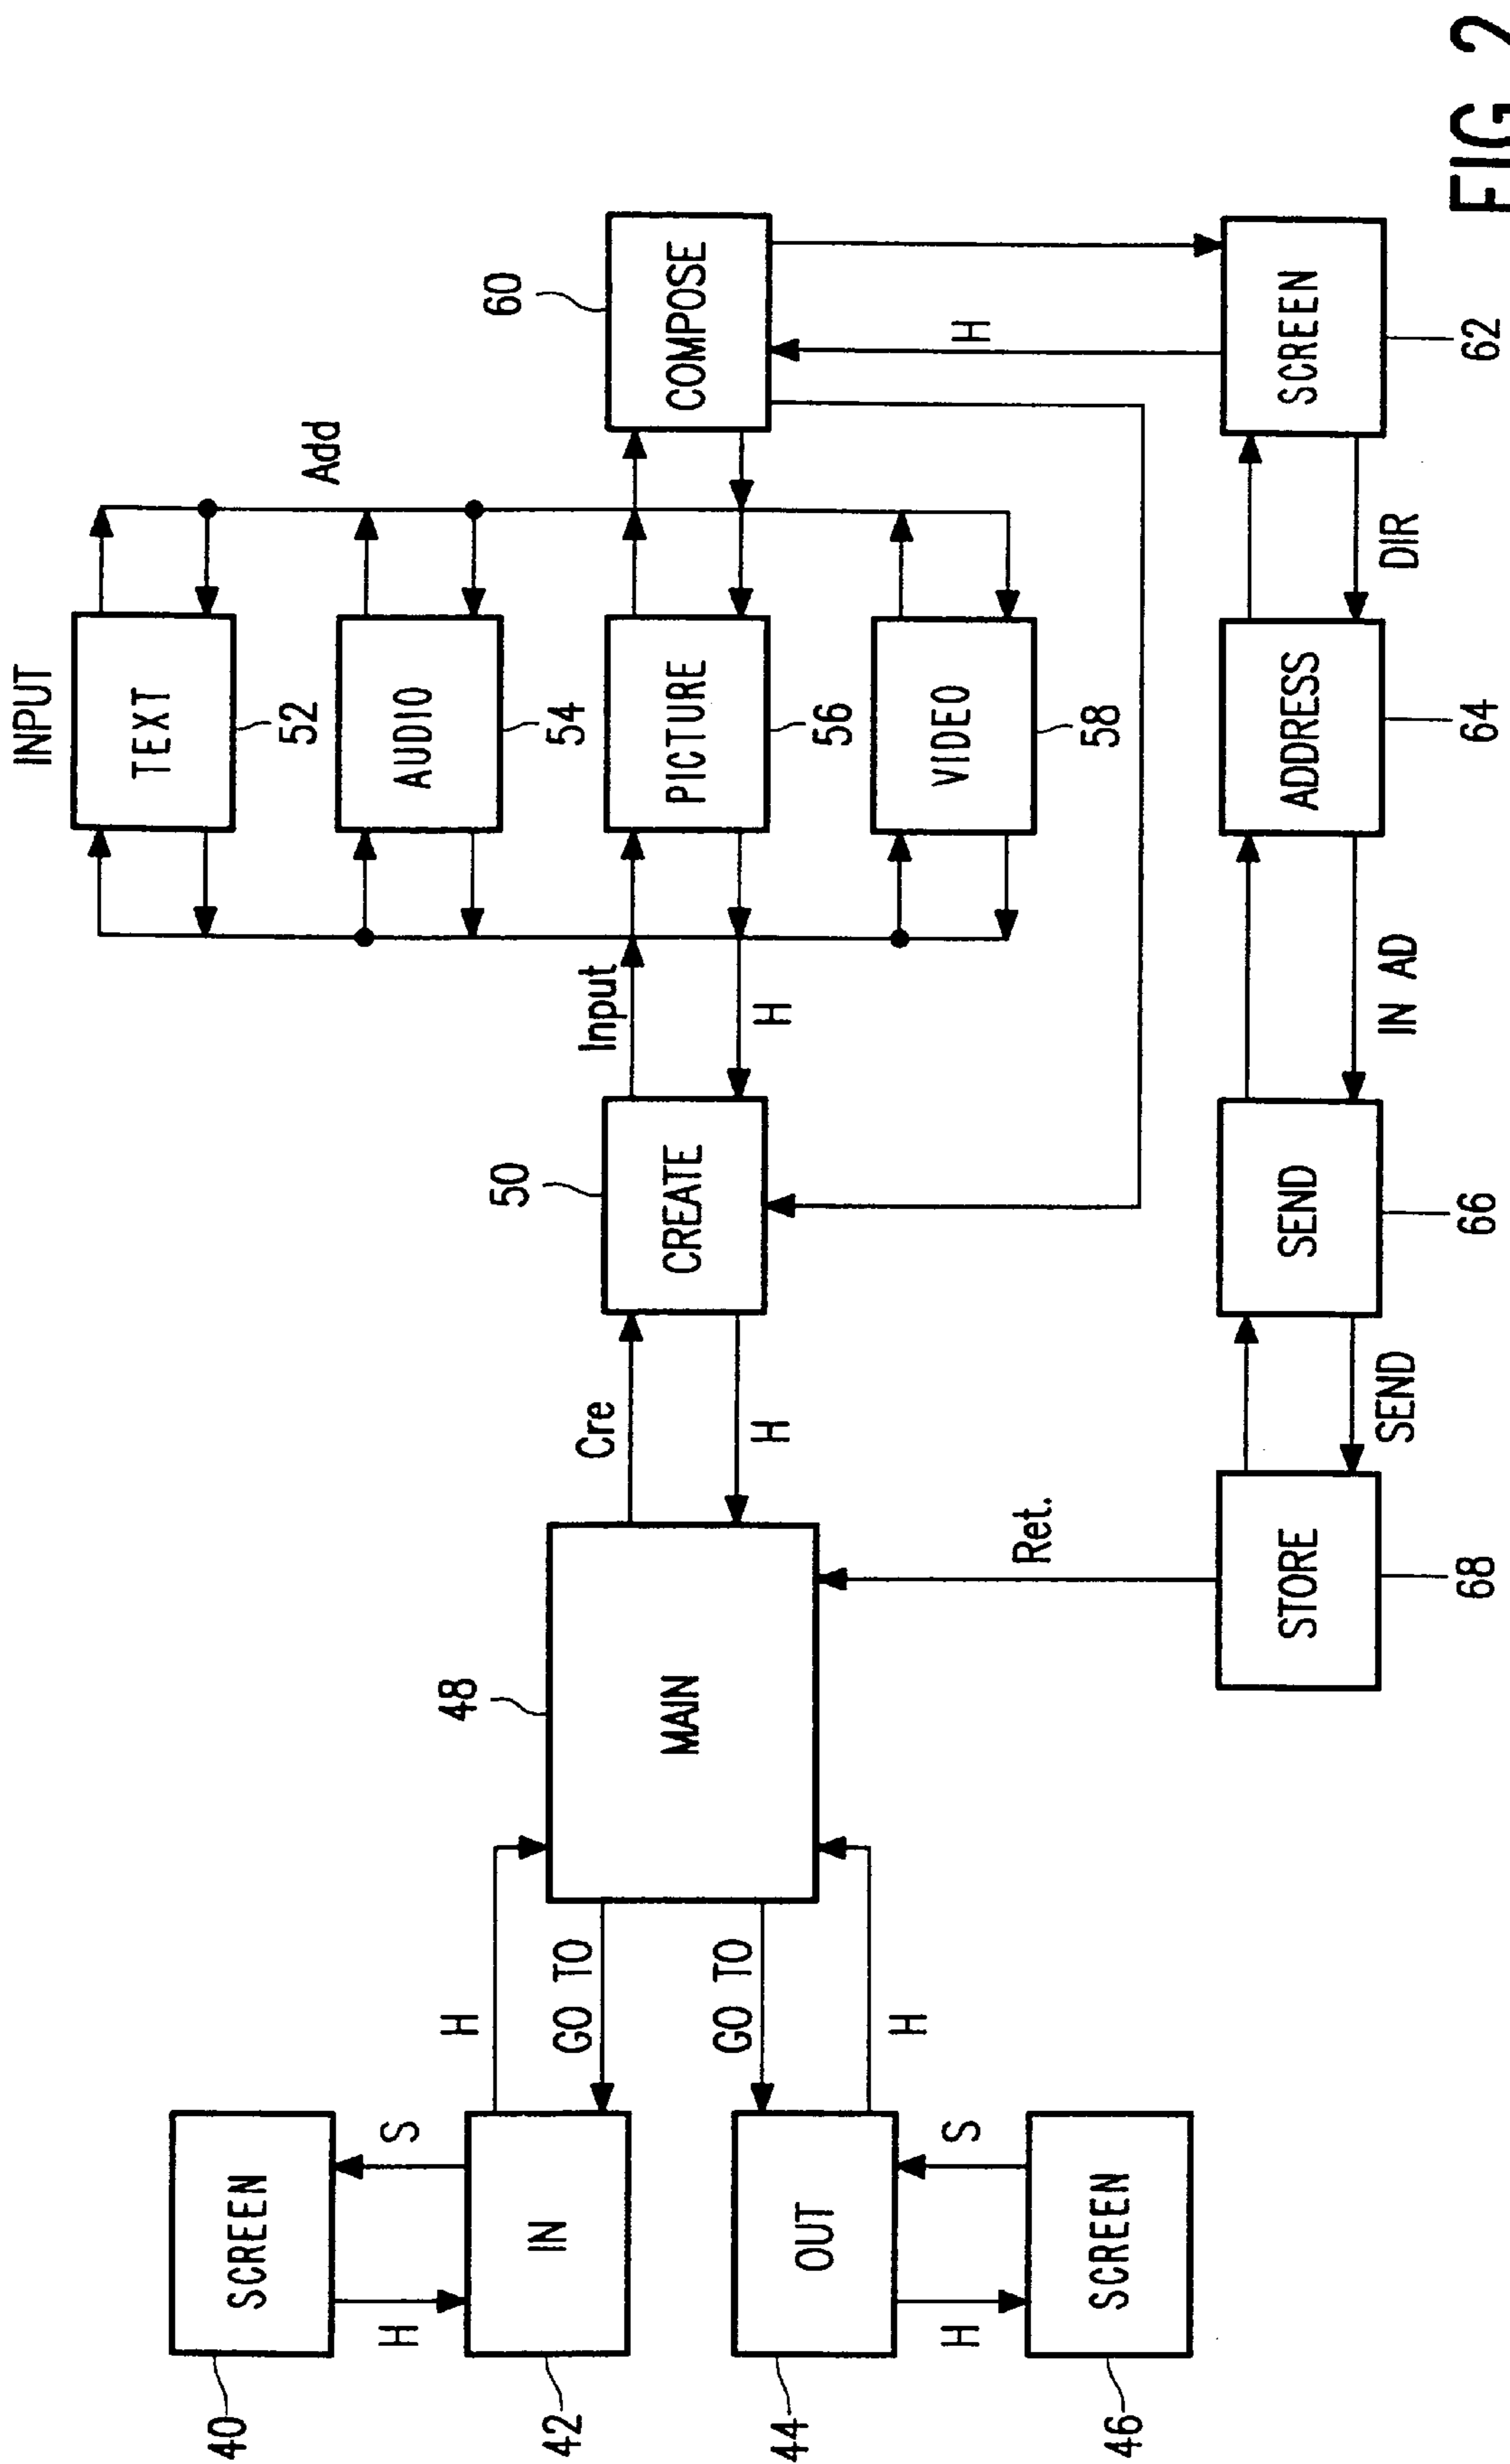 INPUT
TEXT
52
AUDIO
54
PICTURE
56
VIDEO
58
Add
60
COMPOSE
H
SCREEN
62
Input
H
50
CREATE
Cre
H
48
MAIN
Ret.
DIR
ADDRESS
64
IN AD
SEND
66
SEND
STORE
68
H
GO TO
GO TO
H
SCREEN
40
S
H
IN
42
OUT
44
S
H
SCREEN
46
FIG 2